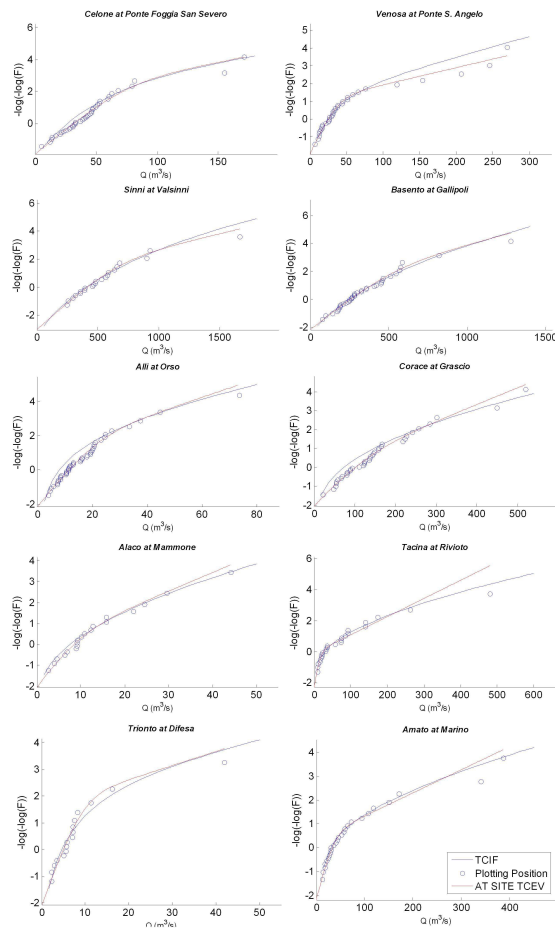 Celone at Ponte Foggia San Severo
6
4
2
0
-log(-log(F))
0 50 100 150
Q (m³/s)
Venosa at Ponte S. Angelo
5
4
3
2
1
0
-1
-log(-log(F))
0 50 100 150 200 250 300
Q (m³/s)
Sinni at Valsinni
6
4
2
0
-2
-log(-log(F))
0 500 1000 1500
Q (m³/s)
Basento at Gallipoli
6
4
2
0
-2
-log(-log(F))
0 500 1000 1500
Q (m³/s)
Alli at Orso
5
4
3
2
1
0
-1
-2
-log(-log(F))
0 20 40 60 80
Q (m³/s)
Corace at Grascio
4
3
2
1
0
-1
-2
-log(-log(F))
0 100 200 300 400 500
Q (m³/s)
Alaco at Mammone
4
3
2
1
0
-1
-2
-log(-log(F))
0 10 20 30 40 50
Q (m³/s)
Tacina at Rivioto
6
4
2
0
-2
-log(-log(F))
0 100 200 300 400 500 600
Q (m³/s)
Trionto at Difesa
4
3
2
1
0
-1
-2
-log(-log(F))
0 10 20 30 40 50
Q (m³/s)
Amato at Marino
4
3
2
1
0
-1
-2
-log(-log(F))
0 100 200 300 400
Q (m³/s)
TCIF
Plotting Position
AT SITE TCEV